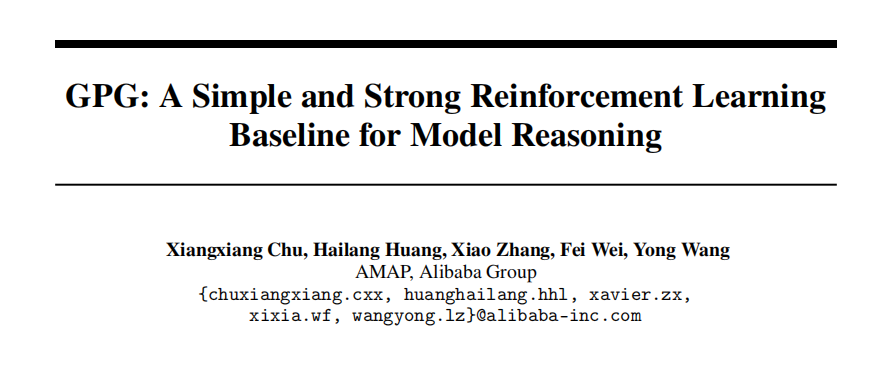 GPG: A Simple and Strong Reinforcement Learning
Baseline for Model Reasoning
Xiangxiang Chu, Hailang Huang, Xiao Zhang, Fei Wei, Yong Wang
AMAP, Alibaba Group
{chuxiangxiang.cxx, huanghailang.hhl, xavier.zx,
xixia.wf, wangyong.lz}@alibaba-inc.com